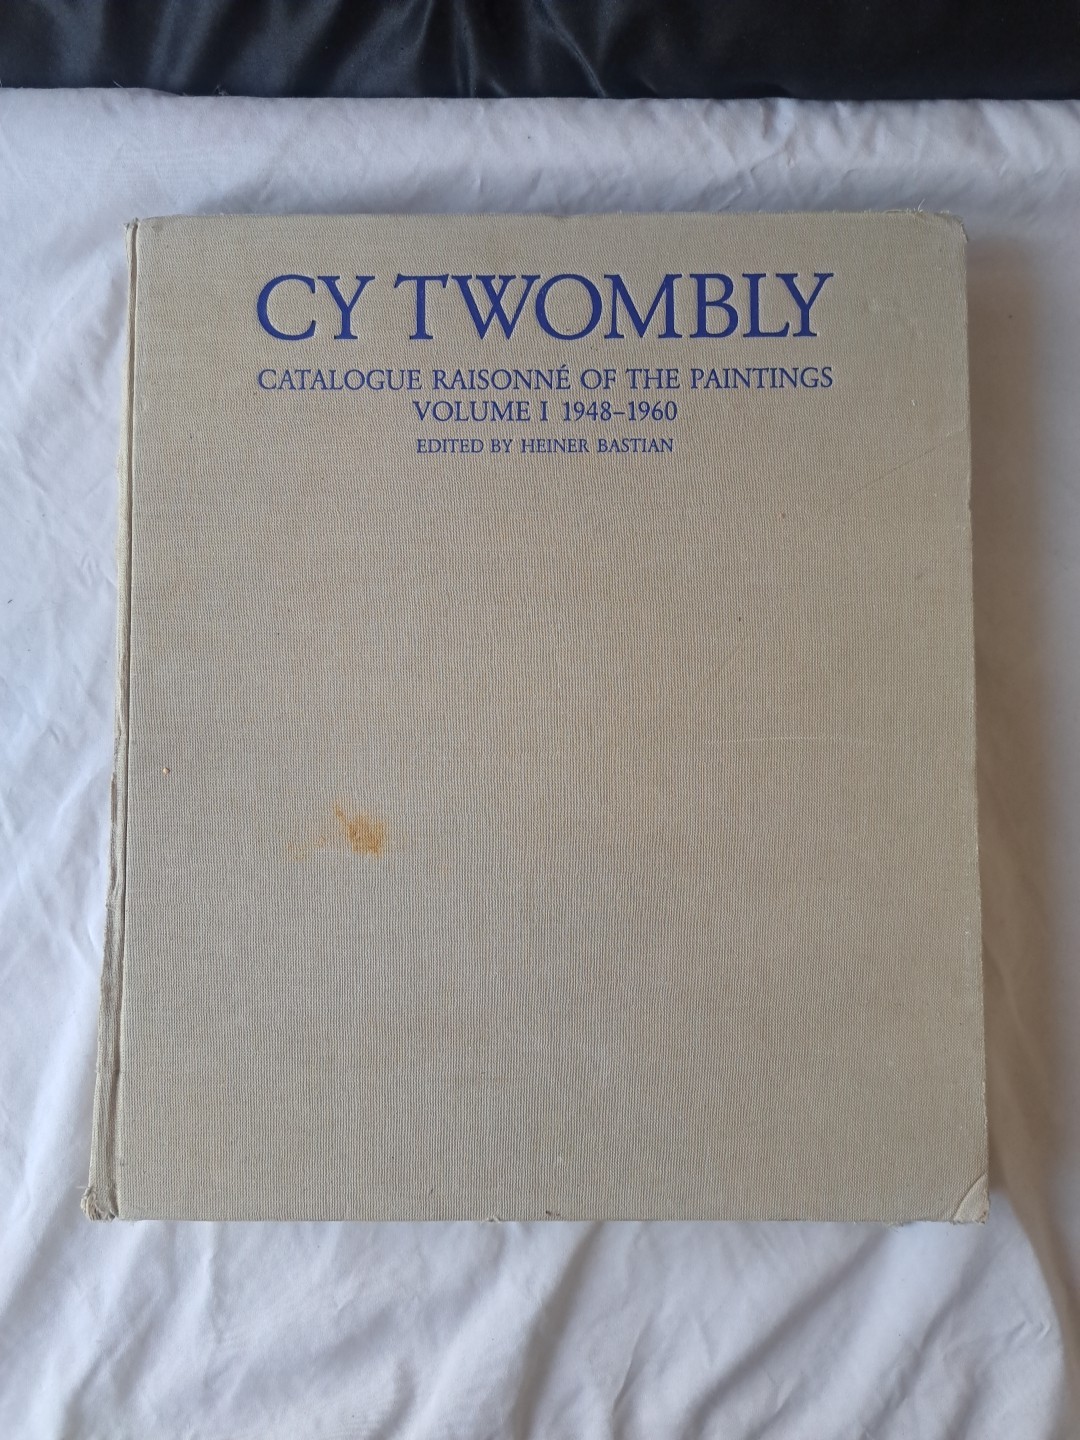 CY TWOMBLY
CATALOGUE RAISONNÉ OF THE PAINTINGS
VOLUME I 1948–1960
EDITED BY HEINER BASTIAN